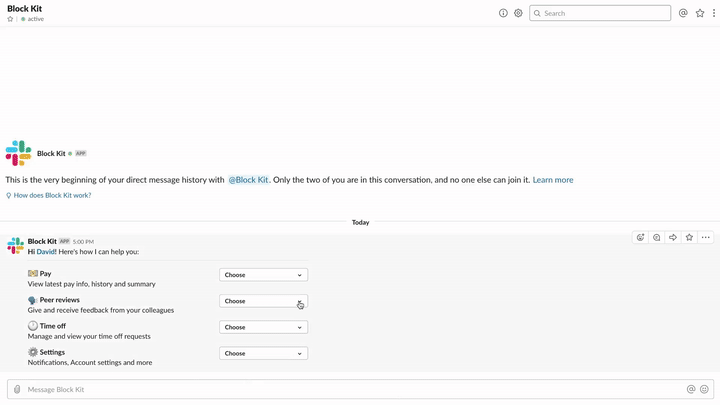 Block Kit
active
Search
Block Kit APP
This is the very beginning of your direct message history with @Block Kit. Only the two of you are in this conversation, and no one else can join it. Learn more
How does Block Kit work?
Today
Block Kit APP 5:00 PM
Hi David! Here's how I can help you:
Pay
Choose
View latest pay info, history and summary
Peer reviews
Choose
Give and receive feedback from your colleagues
Time off
Choose
Manage and view your time off requests
Settings
Choose
Notifications, Account settings and more
Message Block Kit